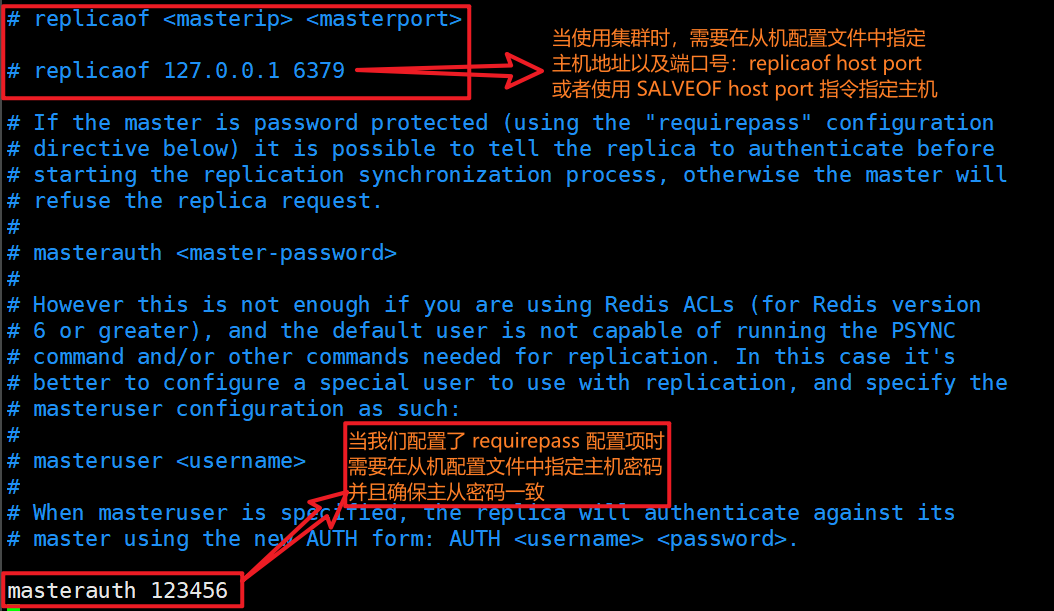 # replicaof <masterip> <masterport>
# replicaof 127.0.0.1 6379
当使用集群时，需要在从机配置文件中指定
主机地址以及端口号：replicaof host port
或者使用 SALVEOF host port 指令指定主机
# If the master is password protected (using the "requirepass" configuration
# directive below) it is possible to tell the replica to authenticate before
# starting the replication synchronization process, otherwise the master will
# refuse the replica request.
#
# masterauth <master-password>
#
# However this is not enough if you are using Redis ACLs (for Redis version
# 6 or greater), and the default user is not capable of running the PSYNC
# command and/or other commands needed for replication. In this case it's
# better to configure a special user to use with replication, and specify the
# masteruser configuration as such:
#
# masteruser <username>
#
当我们配置了 requirepass 配置项时
需要在从机配置文件中指定主机密码
并且确保主从密码一致
# When masteruser is specified, the replica will authenticate against its
# master using the new AUTH form: AUTH <username> <password>.
masterauth 123456